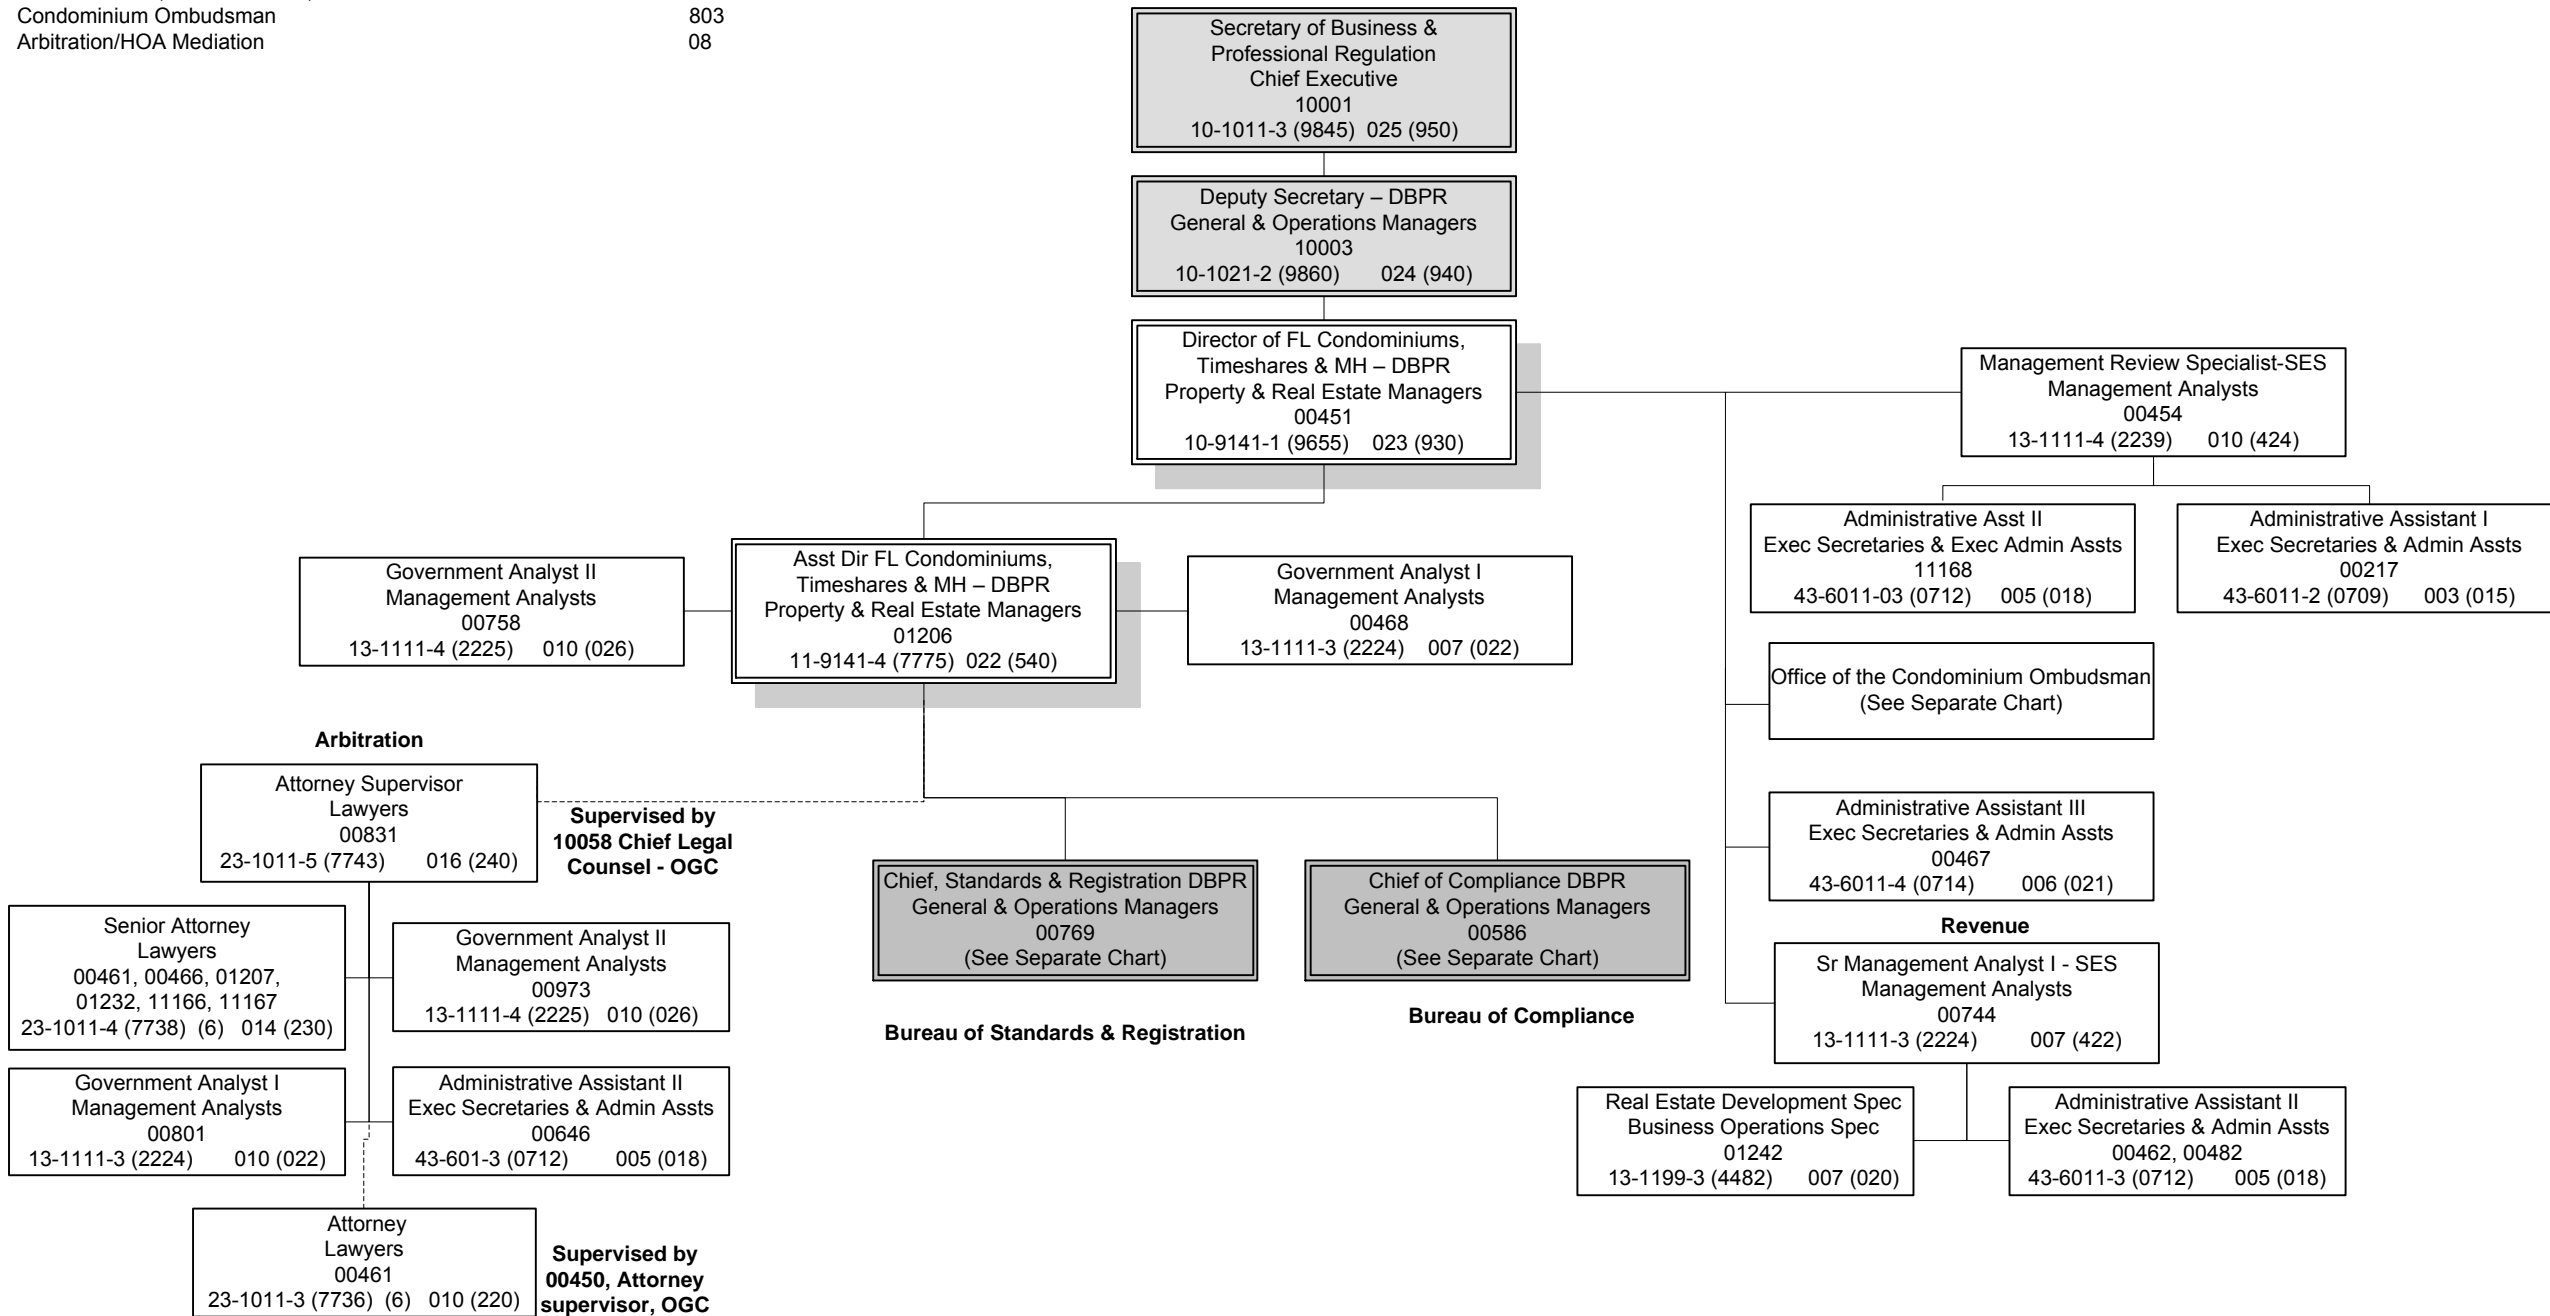 Condominium Ombudsman 803
Arbitration/HOA Mediation 08
Secretary of Business &
Professional Regulation
Chief Executive
10001
10-1011-3 (9845) 025 (950)
Deputy Secretary – DBPR
General & Operations Managers
10003
10-1021-2 (9860) 024 (940)
Director of FL Condominiums,
Timeshares & MH – DBPR
Property & Real Estate Managers
00451
10-9141-1 (9655) 023 (930)
Management Review Specialist-SES
Management Analysts
00454
13-1111-4 (2239) 010 (424)
Administrative Asst II
Exec Secretaries & Exec Admin Assts
11168
43-6011-03 (0712) 005 (018)
Administrative Assistant I
Exec Secretaries & Admin Assts
00217
43-6011-2 (0709) 003 (015)
Government Analyst II
Management Analysts
00758
13-1111-4 (2225) 010 (026)
Asst Dir FL Condominiums,
Timeshares & MH – DBPR
Property & Real Estate Managers
01206
11-9141-4 (7775) 022 (540)
Government Analyst I
Management Analysts
00468
13-1111-3 (2224) 007 (022)
Office of the Condominium Ombudsman
(See Separate Chart)
Arbitration
Attorney Supervisor
Lawyers
00831
23-1011-5 (7743) 016 (240)
Supervised by
10058 Chief Legal
Counsel - OGC
Administrative Assistant III
Exec Secretaries & Admin Assts
00467
43-6011-4 (0714) 006 (021)
Chief, Standards & Registration DBPR
General & Operations Managers
00769
(See Separate Chart)
Bureau of Standards & Registration
Chief of Compliance DBPR
General & Operations Managers
00586
(See Separate Chart)
Bureau of Compliance
Senior Attorney
Lawyers
00461, 00466, 01207,
01232, 11166, 11167
23-1011-4 (7738) (6) 014 (230)
Government Analyst II
Management Analysts
00973
13-1111-4 (2225) 010 (026)
Revenue
Sr Management Analyst I - SES
Management Analysts
00744
13-1111-3 (2224) 007 (422)
Government Analyst I
Management Analysts
00801
13-1111-3 (2224) 010 (022)
Administrative Assistant II
Exec Secretaries & Admin Assts
00646
43-601-3 (0712) 005 (018)
Real Estate Development Spec
Business Operations Spec
01242
13-1199-3 (4482) 007 (020)
Administrative Assistant II
Exec Secretaries & Admin Assts
00462, 00482
43-6011-3 (0712) 005 (018)
Attorney
Lawyers
00461
23-1011-3 (7736) (6) 010 (220)
Supervised by
00450, Attorney
supervisor, OGC